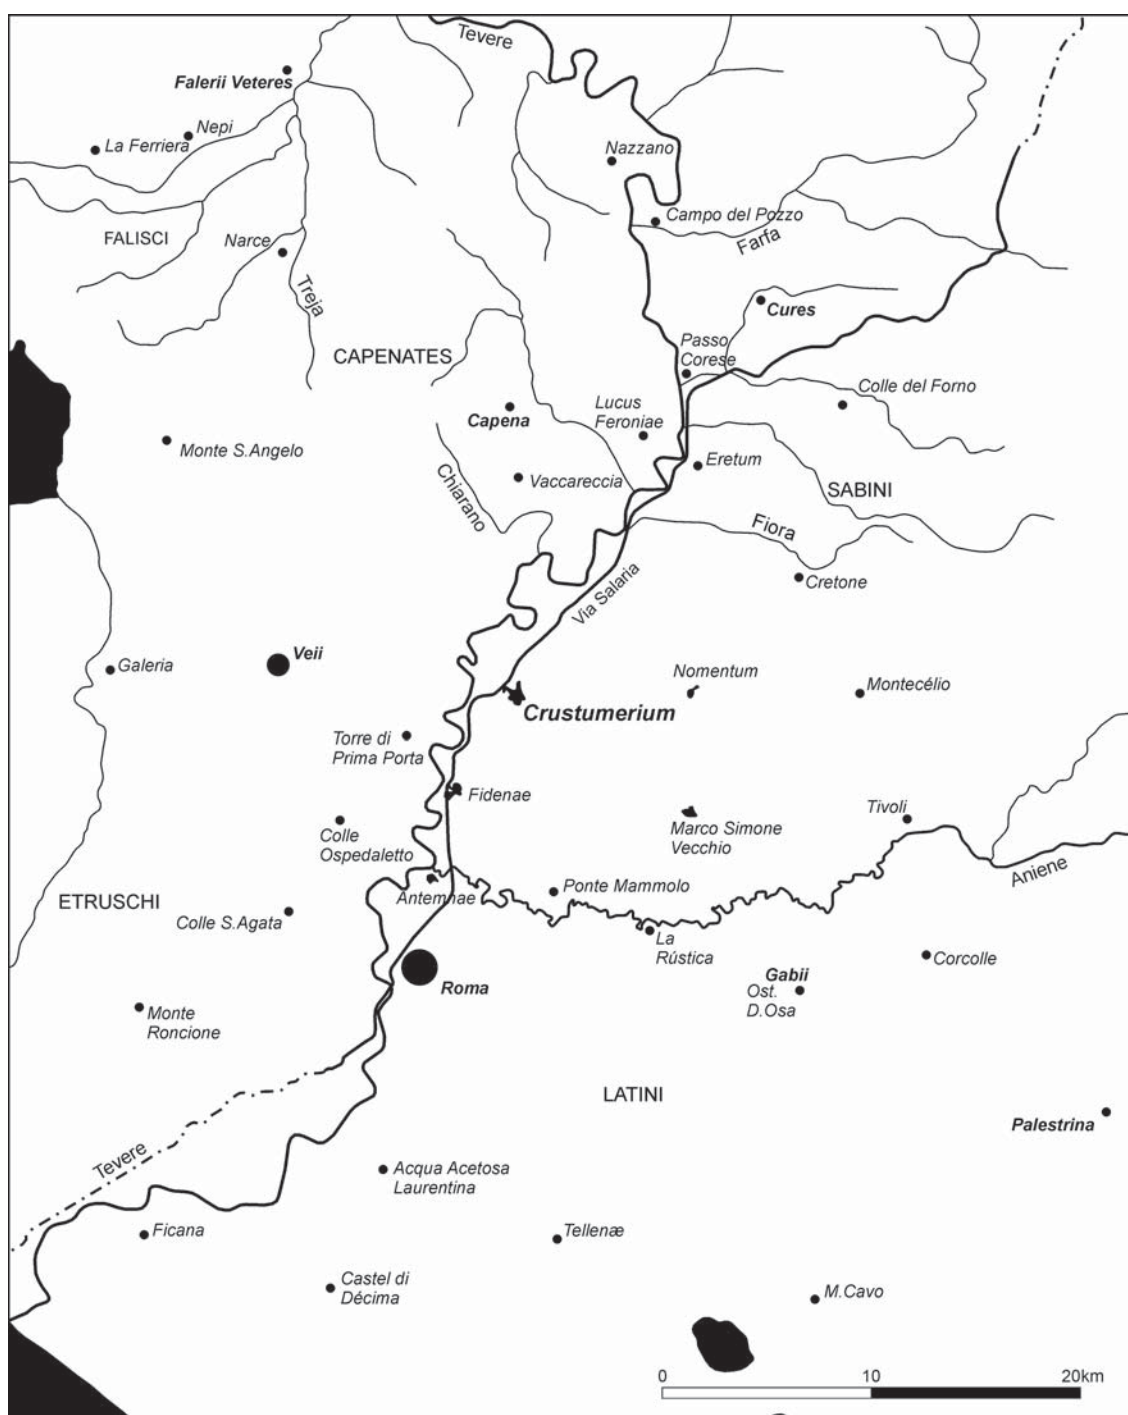 Tevere
Falerii Veteres
Nepi
La Ferriera
Nazzano
Campo del Pozzo
FALISCI
Narce
Farfa
Treja
Cures
Passo
Corese
CAPENATES
Colle del Forno
Lucus
Feroniae
Capena
Monte S.Angelo
Eretum
Vaccareccia
Chiarano
SABINI
Fiora
Cretone
Via Salaria
Veii
Galeria
Nomentum
Montecélio
Crustumerium
Torre di
Prima Porta
Fidenae
Tivoli
Marco Simone
Vecchio
Colle
Ospedaletto
Aniene
Ponte Mammolo
Antemnae
ETRUSCHI
Colle S.Agata
La
Rústica
Corcolle
Gabii
Ost.
D.Osa
Roma
Monte
Roncione
LATINI
Palestrina
Tevere
Acqua Acetosa
Laurentina
Ficana
Tellenæ
Castel di
Décima
M.Cavo
0 10 20km